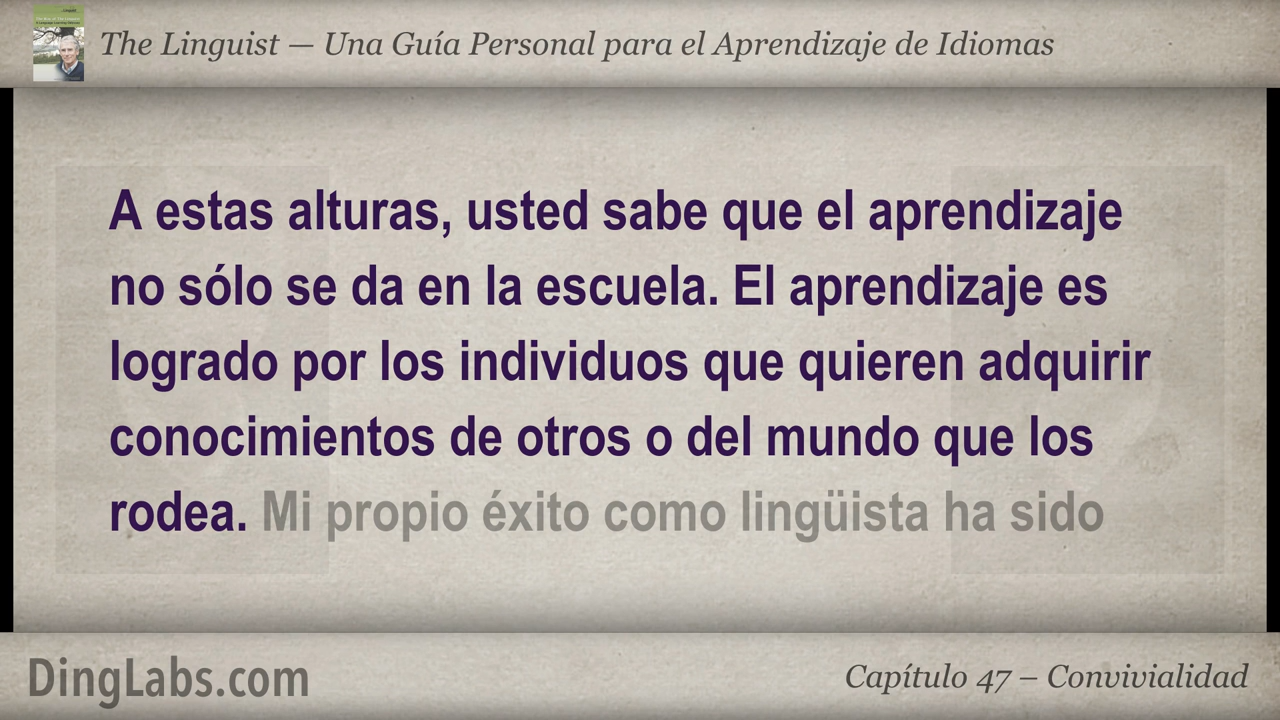 The Linguist — Una Guía Personal para el Aprendizaje de Idiomas
A estas alturas, usted sabe que el aprendizaje
no sólo se da en la escuela. El aprendizaje es
logrado por los individuos que quieren adquirir
conocimientos de otros o del mundo que los
rodea. Mi propio éxito como lingüista ha sido
DingLabs.com
Capítulo 47 – Convivialidad